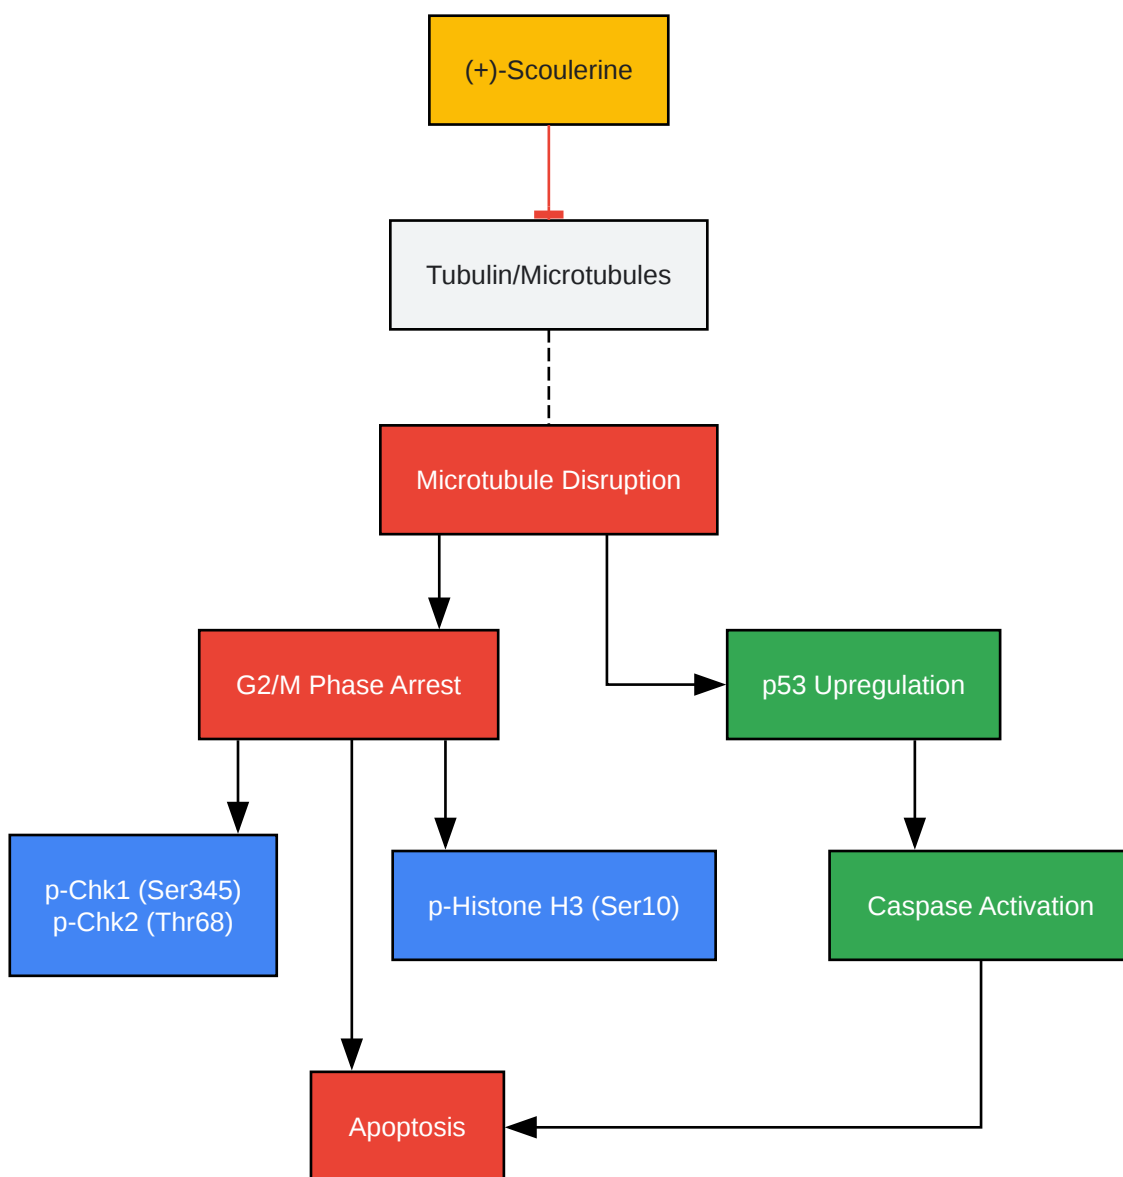 (+)-Scoulerine
Tubulin/Microtubules
Microtubule Disruption
G2/M Phase Arrest
p53 Upregulation
p-Chk1 (Ser345)
p-Chk2 (Thr68)
p-Histone H3 (Ser10)
Caspase Activation
Apoptosis